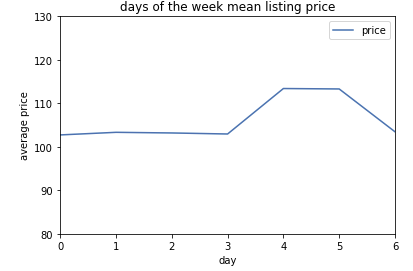 days of the week mean listing price
130
120
110
100
90
80
average price
price
0 1 2 3 4 5 6
day